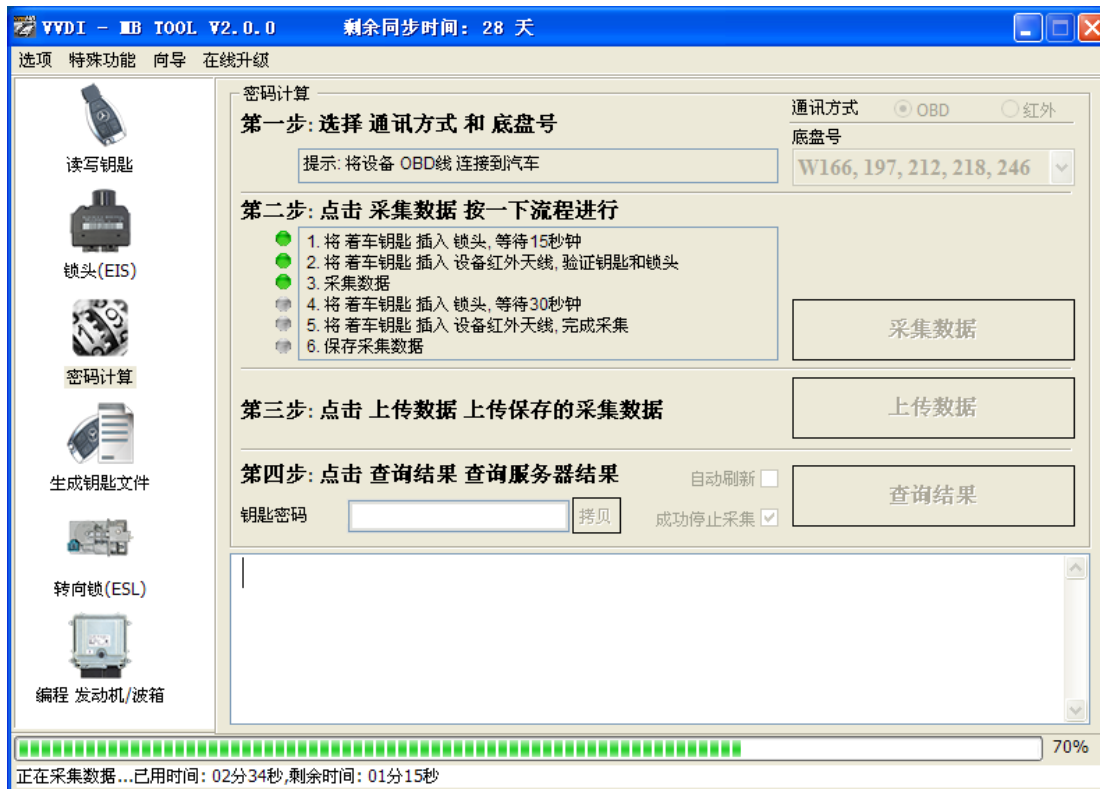 VVDI - MB TOOL V2.0.0 剩余同步时间: 28 天
选项 特殊功能 向导 在线升级
读写钥匙
锁头(EIS)
密码计算
生成钥匙文件
转向锁(ESL)
编程 发动机/波箱
密码计算
第一步: 选择 通讯方式 和 底盘号
通讯方式 OBD 红外
提示: 将设备 OBD线 连接到汽车
底盘号
W166, 197, 212, 218, 246
第二步: 点击 采集数据 按一下流程进行
1. 将 着车钥匙 插入 锁头, 等待15秒钟
2. 将 着车钥匙 插入 设备红外天线, 验证钥匙和锁头
3. 采集数据
4. 将 着车钥匙 插入 锁头, 等待30秒钟
5. 将 着车钥匙 插入 设备红外天线, 完成采集
6. 保存采集数据
采集数据
第三步: 点击 上传数据 上传保存的采集数据
上传数据
第四步: 点击 查询结果 查询服务器结果
自动刷新
查询结果
钥匙密码
拷贝
成功停止采集
70%
正在采集数据...已用时间: 02分34秒,剩余时间: 01分15秒